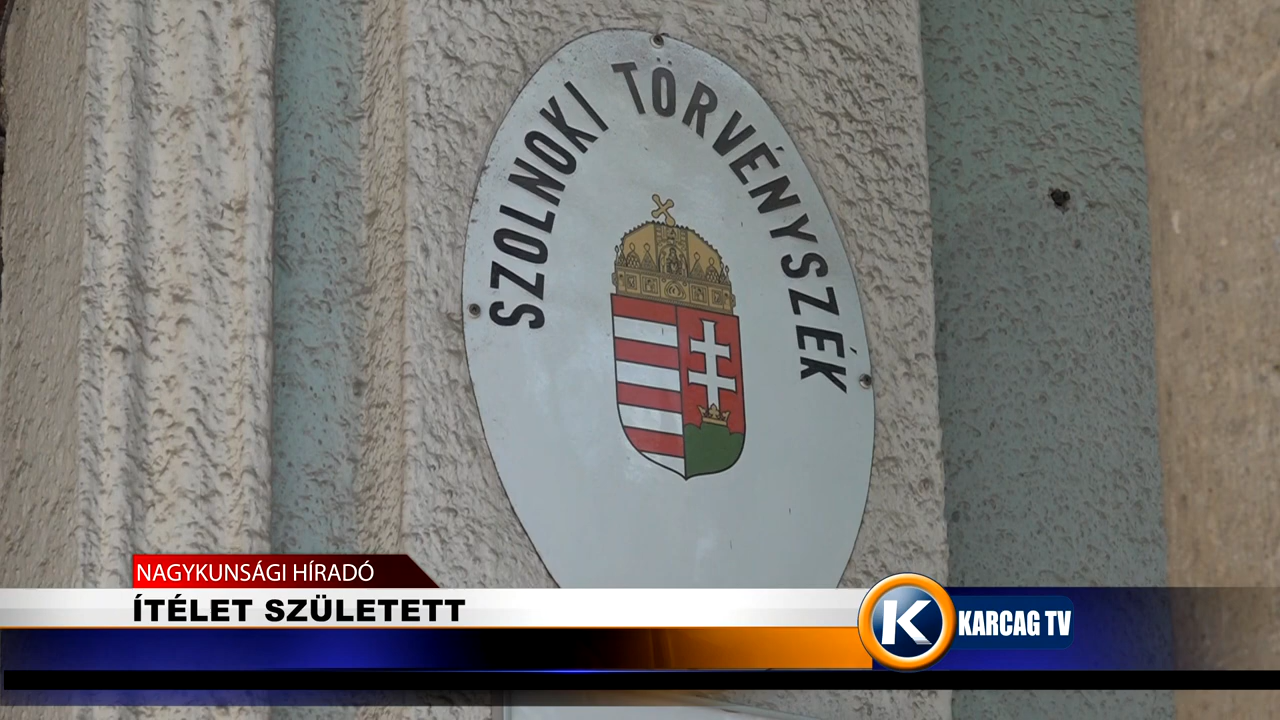 SZOLNOKI TÖRVÉNYSZÉK
NAGYKUNSÁGI HÍRADÓ
ÍTÉLET SZÜLETETT
K KARCAG TV